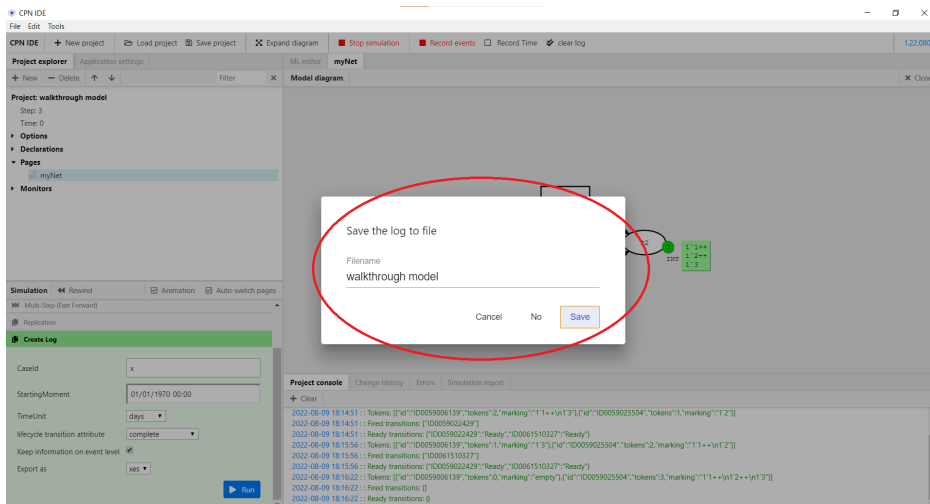 CPN IDE
File Edit Tools
CPN IDE + New project Load project Save project Expand diagram Stop simulation Record events Record Time clear log 1.22.080
Project explorer Application settings
+ New − Delete Filter
Project: walkthrough model
Step: 3
Time: 0
Options
Declarations
Pages
myNet
Monitors
Simulation Rewind Animation Auto-switch pages
Multi-Step (Fast Forward)
Replication
Create Log
CaseId x
StartingMoment 01/01/1970 00:00
TimeUnit days
lifecycle transition attribute complete
Keep information on event level
Export as xes
Run
ML editor myNet
Model diagram Close
INT
1`1++
1`2++
1`3
Save the log to file
Filename
walkthrough model
Cancel No Save
Project console Change history Errors Simulation report
+ Clear
2022-08-09 18:14:51 : : Tokens: [{"id":"ID0059006139","tokens":2,"marking":"1`1++\n1`3"},{"id":"ID0059025504","tokens":1,"marking":"1`2"}]
2022-08-09 18:14:51 : : Fired transitions: ["ID0059022429"]
2022-08-09 18:14:51 : : Ready transitions: {"ID0059022429":"Ready","ID0061510327":"Ready"}
2022-08-09 18:15:56 : : Tokens: [{"id":"ID0059006139","tokens":1,"marking":"1`3"},{"id":"ID0059025504","tokens":2,"marking":"1`1++\n1`2"}]
2022-08-09 18:15:56 : : Fired transitions: ["ID0061510327"]
2022-08-09 18:15:56 : : Ready transitions: {"ID0059022429":"Ready","ID0061510327":"Ready"}
2022-08-09 18:16:22 : : Tokens: [{"id":"ID0059006139","tokens":0,"marking":"empty"},{"id":"ID0059025504","tokens":3,"marking":"1`1++\n1`2++\n1`3"}]
2022-08-09 18:16:22 : : Fired transitions: []
2022-08-09 18:16:22 : : Ready transitions: {}